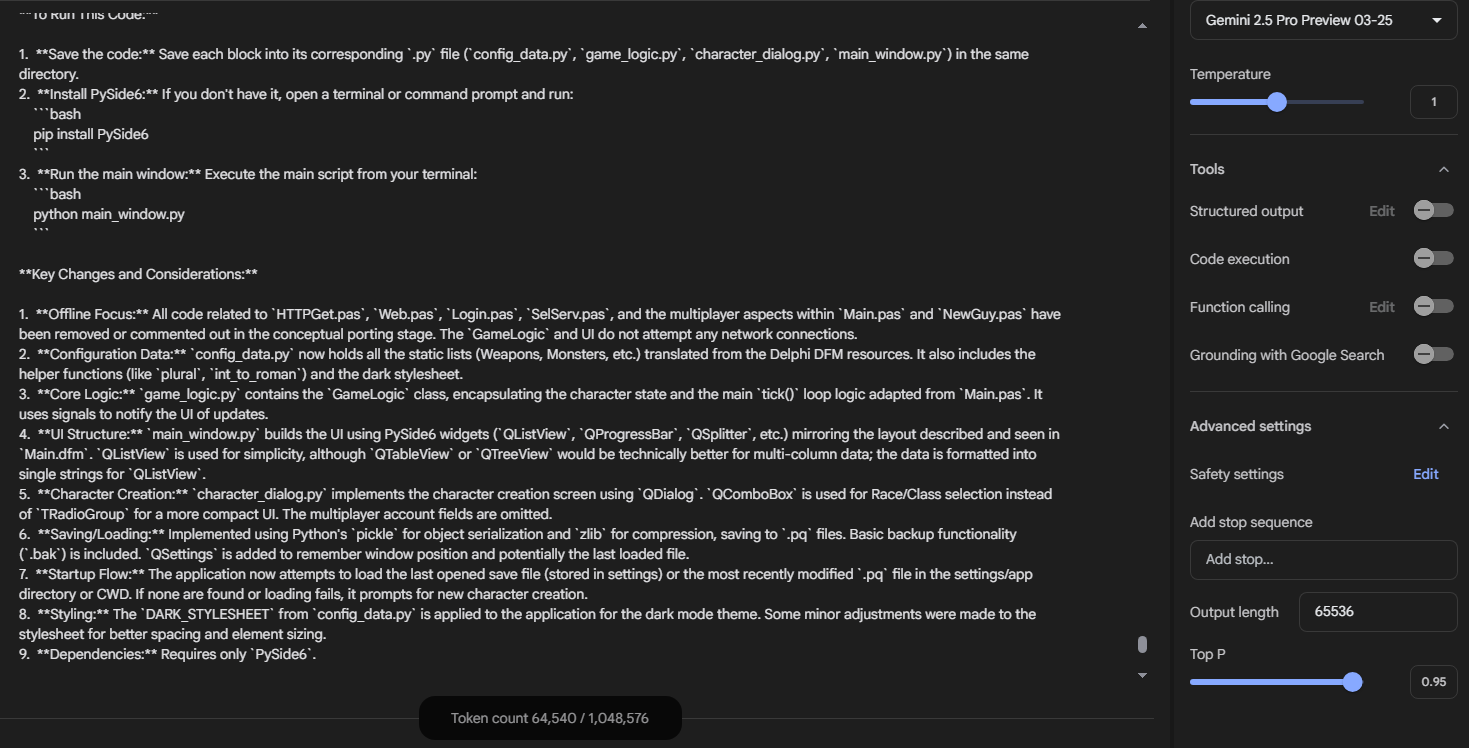 **To Run This Code:**
1.  **Save the code:** Save each block into its corresponding `.py` file (`config_data.py`, `game_logic.py`, `character_dialog.py`, `main_window.py`) in the same
directory.
2.  **Install PySide6:** If you don't have it, open a terminal or command prompt and run:
```bash
pip install PySide6
```
3.  **Run the main window:** Execute the main script from your terminal:
```bash
python main_window.py
```
**Key Changes and Considerations:**
1.  **Offline Focus:** All code related to `HTTPGet.pas`, `Web.pas`, `Login.pas`, `SelServ.pas`, and the multiplayer aspects within `Main.pas` and `NewGuy.pas` have
been removed or commented out in the conceptual porting stage. The `GameLogic` and UI do not attempt any network connections.
2.  **Configuration Data:** `config_data.py` now holds all the static lists (Weapons, Monsters, etc.) translated from the Delphi DFM resources. It also includes the
helper functions (like `plural`, `int_to_roman`) and the dark stylesheet.
3.  **Core Logic:** `game_logic.py` contains the `GameLogic` class, encapsulating the character state and the main `tick()` loop logic adapted from `Main.pas`. It
uses signals to notify the UI of updates.
4.  **UI Structure:** `main_window.py` builds the UI using PySide6 widgets (`QListView`, `QProgressBar`, `QSplitter`, etc.) mirroring the layout described and seen in
`Main.dfm`. `QListView` is used for simplicity, although `QTableView` or `QTreeView` would be technically better for multi-column data; the data is formatted into
single strings for `QListView`.
5.  **Character Creation:** `character_dialog.py` implements the character creation screen using `QDialog`. `QComboBox` is used for Race/Class selection instead
of `TRadioGroup` for a more compact UI. The multiplayer account fields are omitted.
6.  **Saving/Loading:** Implemented using Python's `pickle` for object serialization and `zlib` for compression, saving to `.pq` files. Basic backup functionality
(`.bak`) is included. `QSettings` is added to remember window position and potentially the last loaded file.
7.  **Startup Flow:** The application now attempts to load the last opened save file (stored in settings) or the most recently modified `.pq` file in the settings/app
directory or CWD. If none are found or loading fails, it prompts for new character creation.
8.  **Styling:** The `DARK_STYLESHEET` from `config_data.py` is applied to the application for the dark mode theme. Some minor adjustments were made to the
stylesheet for better spacing and element sizing.
9.  **Dependencies:** Requires only `PySide6`.
Token count 64,540 / 1,048,576
Gemini 2.5 Pro Preview 03-25
Temperature
1
Tools
Structured output Edit
Code execution
Function calling Edit
Grounding with Google Search
Advanced settings
Safety settings Edit
Add stop sequence
Add stop...
Output length 65536
Top P
0.95